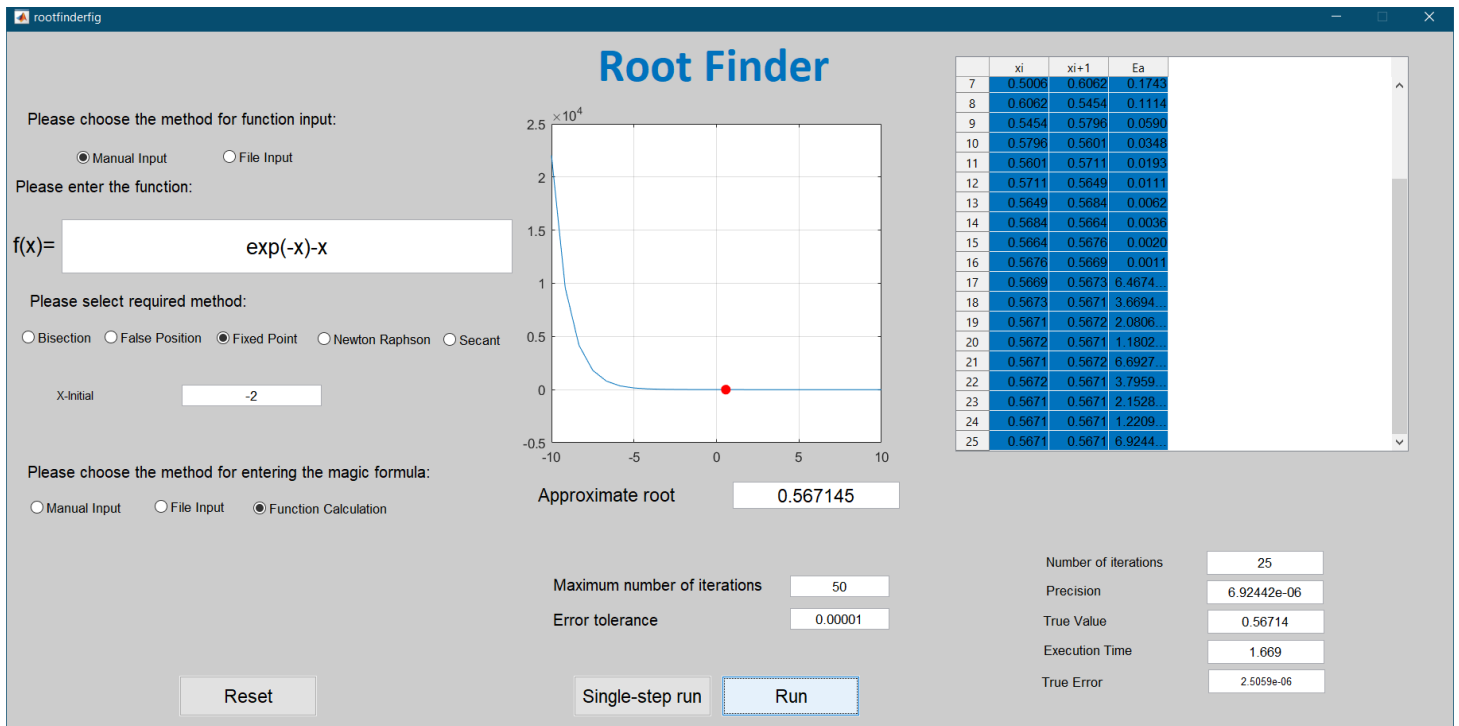 rootfinderfig
Root Finder
Please choose the method for function input:
Manual Input File Input
Please enter the function:
f(x)= exp(-x)-x
Please select required method:
Bisection False Position Fixed Point Newton Raphson Secant
X-Initial -2
Please choose the method for entering the magic formula:
Manual Input File Input Function Calculation
Reset
×10^4
2.5
2
1.5
1
0.5
0
-0.5
-10 -5 0 5 10
Approximate root 0.567145
Maximum number of iterations 50
Error tolerance 0.00001
Single-step run Run
xi xi+1 Ea
7 0.5006 0.6062 0.1743
8 0.6062 0.5454 0.1114
9 0.5454 0.5796 0.0590
10 0.5796 0.5601 0.0348
11 0.5601 0.5711 0.0193
12 0.5711 0.5649 0.0111
13 0.5649 0.5684 0.0062
14 0.5684 0.5664 0.0036
15 0.5664 0.5676 0.0020
16 0.5676 0.5669 0.0011
17 0.5669 0.5673 6.4674...
18 0.5673 0.5671 3.6694...
19 0.5671 0.5672 2.0806...
20 0.5672 0.5671 1.1802...
21 0.5671 0.5672 6.6927...
22 0.5672 0.5671 3.7959...
23 0.5671 0.5671 2.1528...
24 0.5671 0.5671 1.2209...
25 0.5671 0.5671 6.9244...
Number of iterations 25
Precision 6.92442e-06
True Value 0.56714
Execution Time 1.669
True Error 2.5059e-06